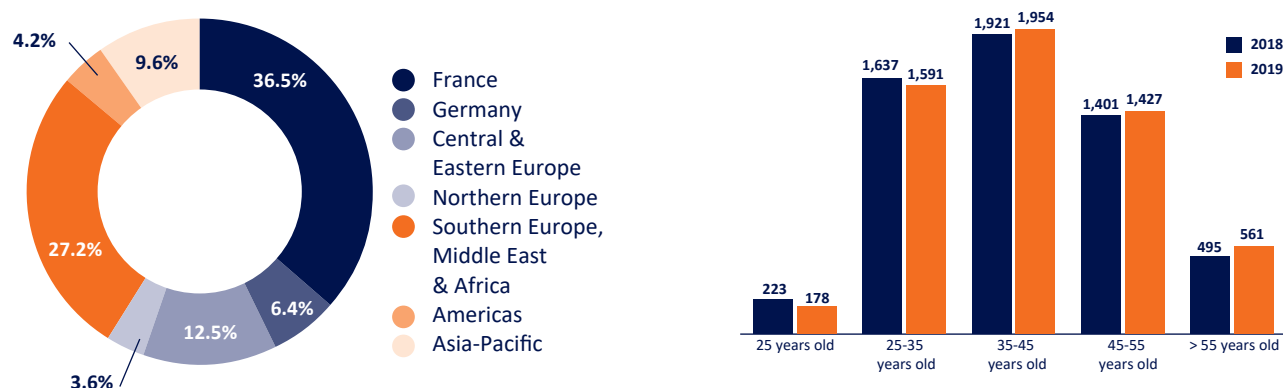 4.2%
9.6%
36.5%
27.2%
6.4%
12.5%
3.6%
France
Germany
Central &
Eastern Europe
Northern Europe
Southern Europe,
Middle East
& Africa
Americas
Asia-Pacific
1,921
1,954
1,637
1,591
1,401
1,427
495
561
223
178
2018
2019
25 years old
25-35
years old
35-45
years old
45-55
years old
> 55 years old